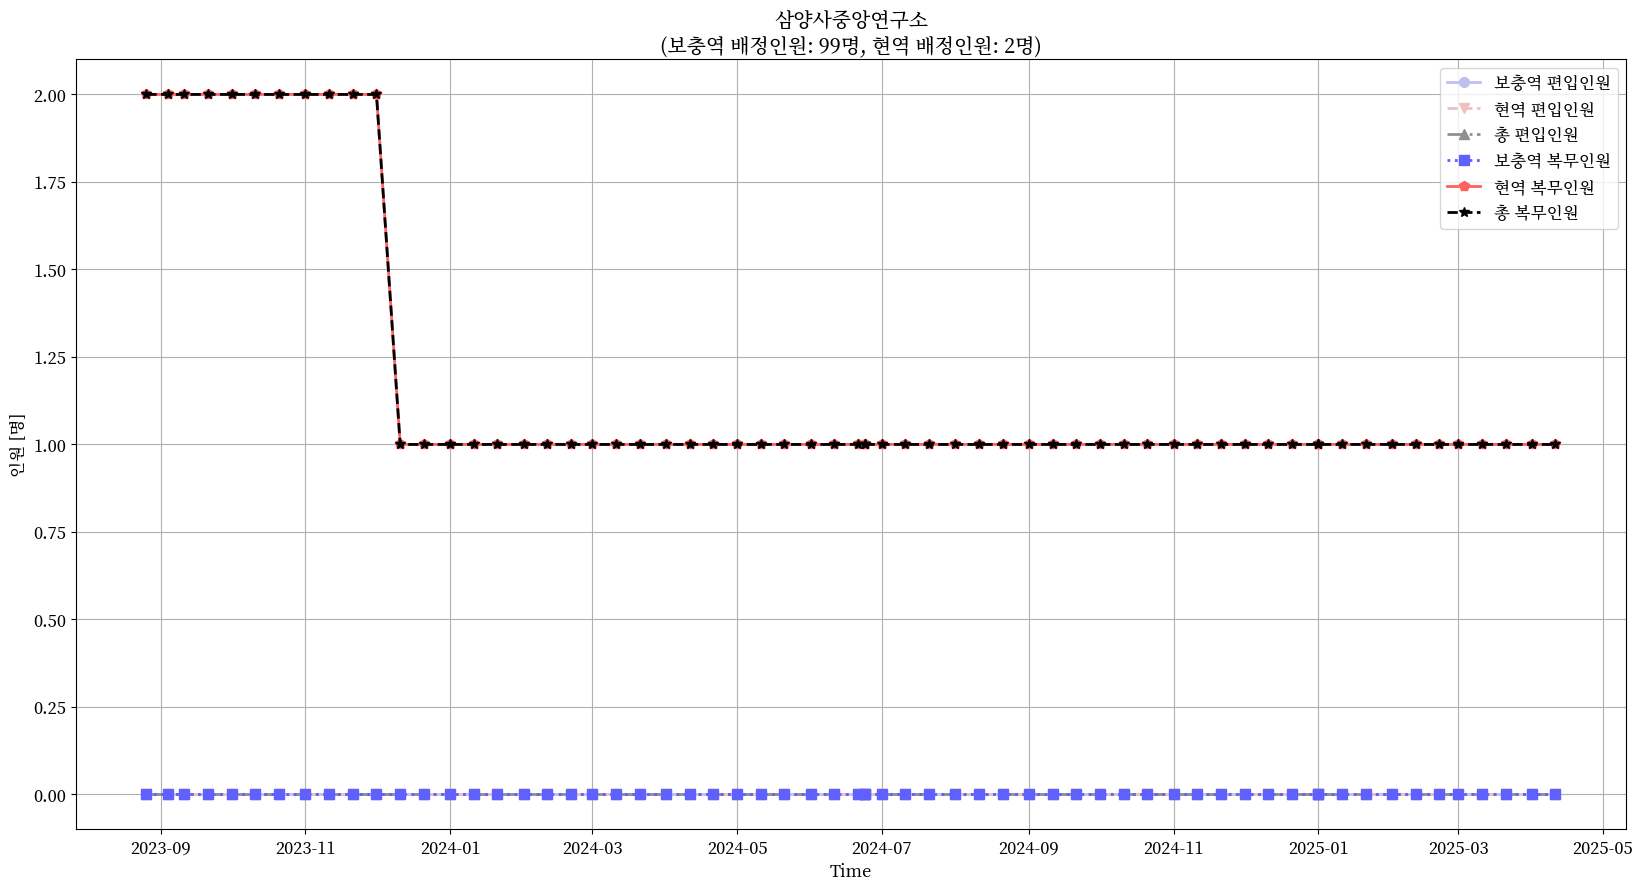 삼양사중앙연구소
(보충역 배정인원: 99명, 현역 배정인원: 2명)
보충역 편입인원
현역 편입인원
총 편입인원
보충역 복무인원
현역 복무인원
총 복무인원
인원 [명]
2.00
1.75
1.50
1.25
1.00
0.75
0.50
0.25
0.00
2023-09 2023-11 2024-01 2024-03 2024-05 2024-07 2024-09 2024-11 2025-01 2025-03 2025-05
Time